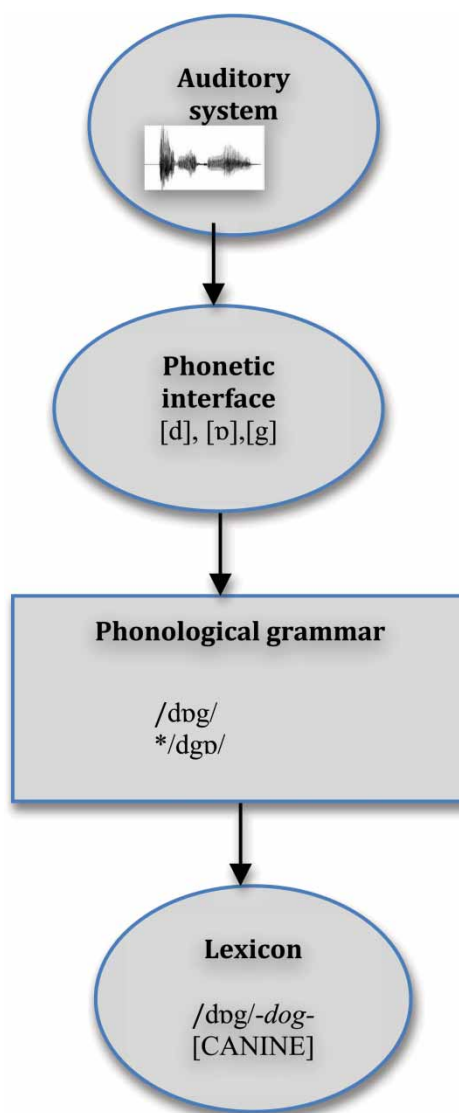 Auditory
system
Phonetic
interface
[d], [ɒ],[g]
Phonological grammar
/dɒg/
*/dgɒ/
Lexicon
/dɒg/-dog-
[CANINE]